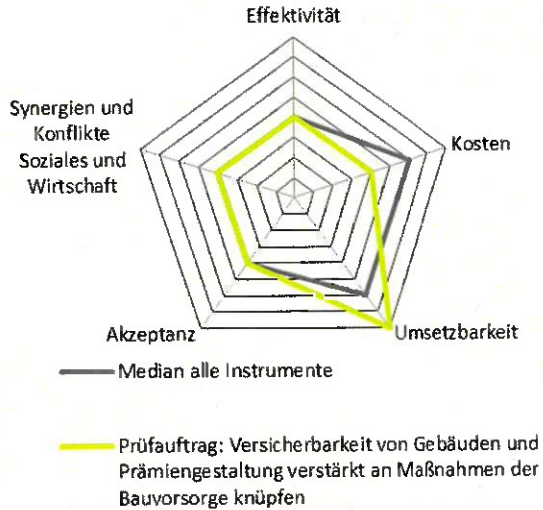 Effektivität
Synergien und
Konflikte
Soziales und
Wirtschaft
Kosten
Akzeptanz
Umsetzbarkeit
Median alle Instrumente
Prüfauftrag: Versicherbarkeit von Gebäuden und
Prämiengestaltung verstärkt an Maßnahmen der
Bauvorsorge knüpfen